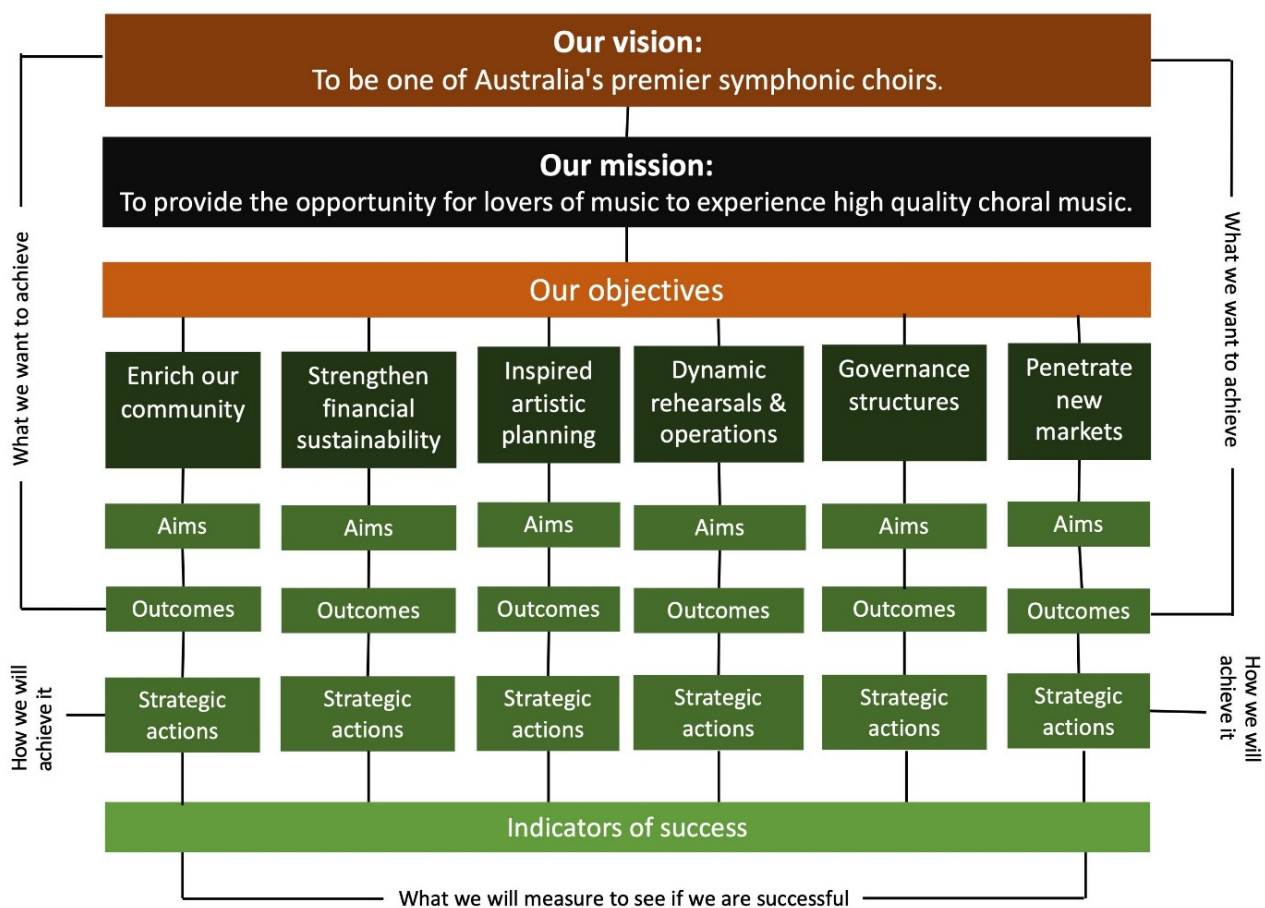 Our vision:
To be one of Australia's premier symphonic choirs.
Our mission:
To provide the opportunity for lovers of music to experience high quality choral music.
Our objectives
Enrich our
community
Strengthen
financial
sustainability
Inspired
artistic
planning
Dynamic
rehearsals &
operations
Governance
structures
Penetrate
new
markets
Aims
Aims
Aims
Aims
Aims
Aims
Outcomes
Outcomes
Outcomes
Outcomes
Outcomes
Outcomes
Strategic
actions
Strategic
actions
Strategic
actions
Strategic
actions
Strategic
actions
Strategic
actions
Indicators of success
What we will measure to see if we are successful
What we want to achieve
How we will
achieve it
What we want to achieve
How we will
achieve it